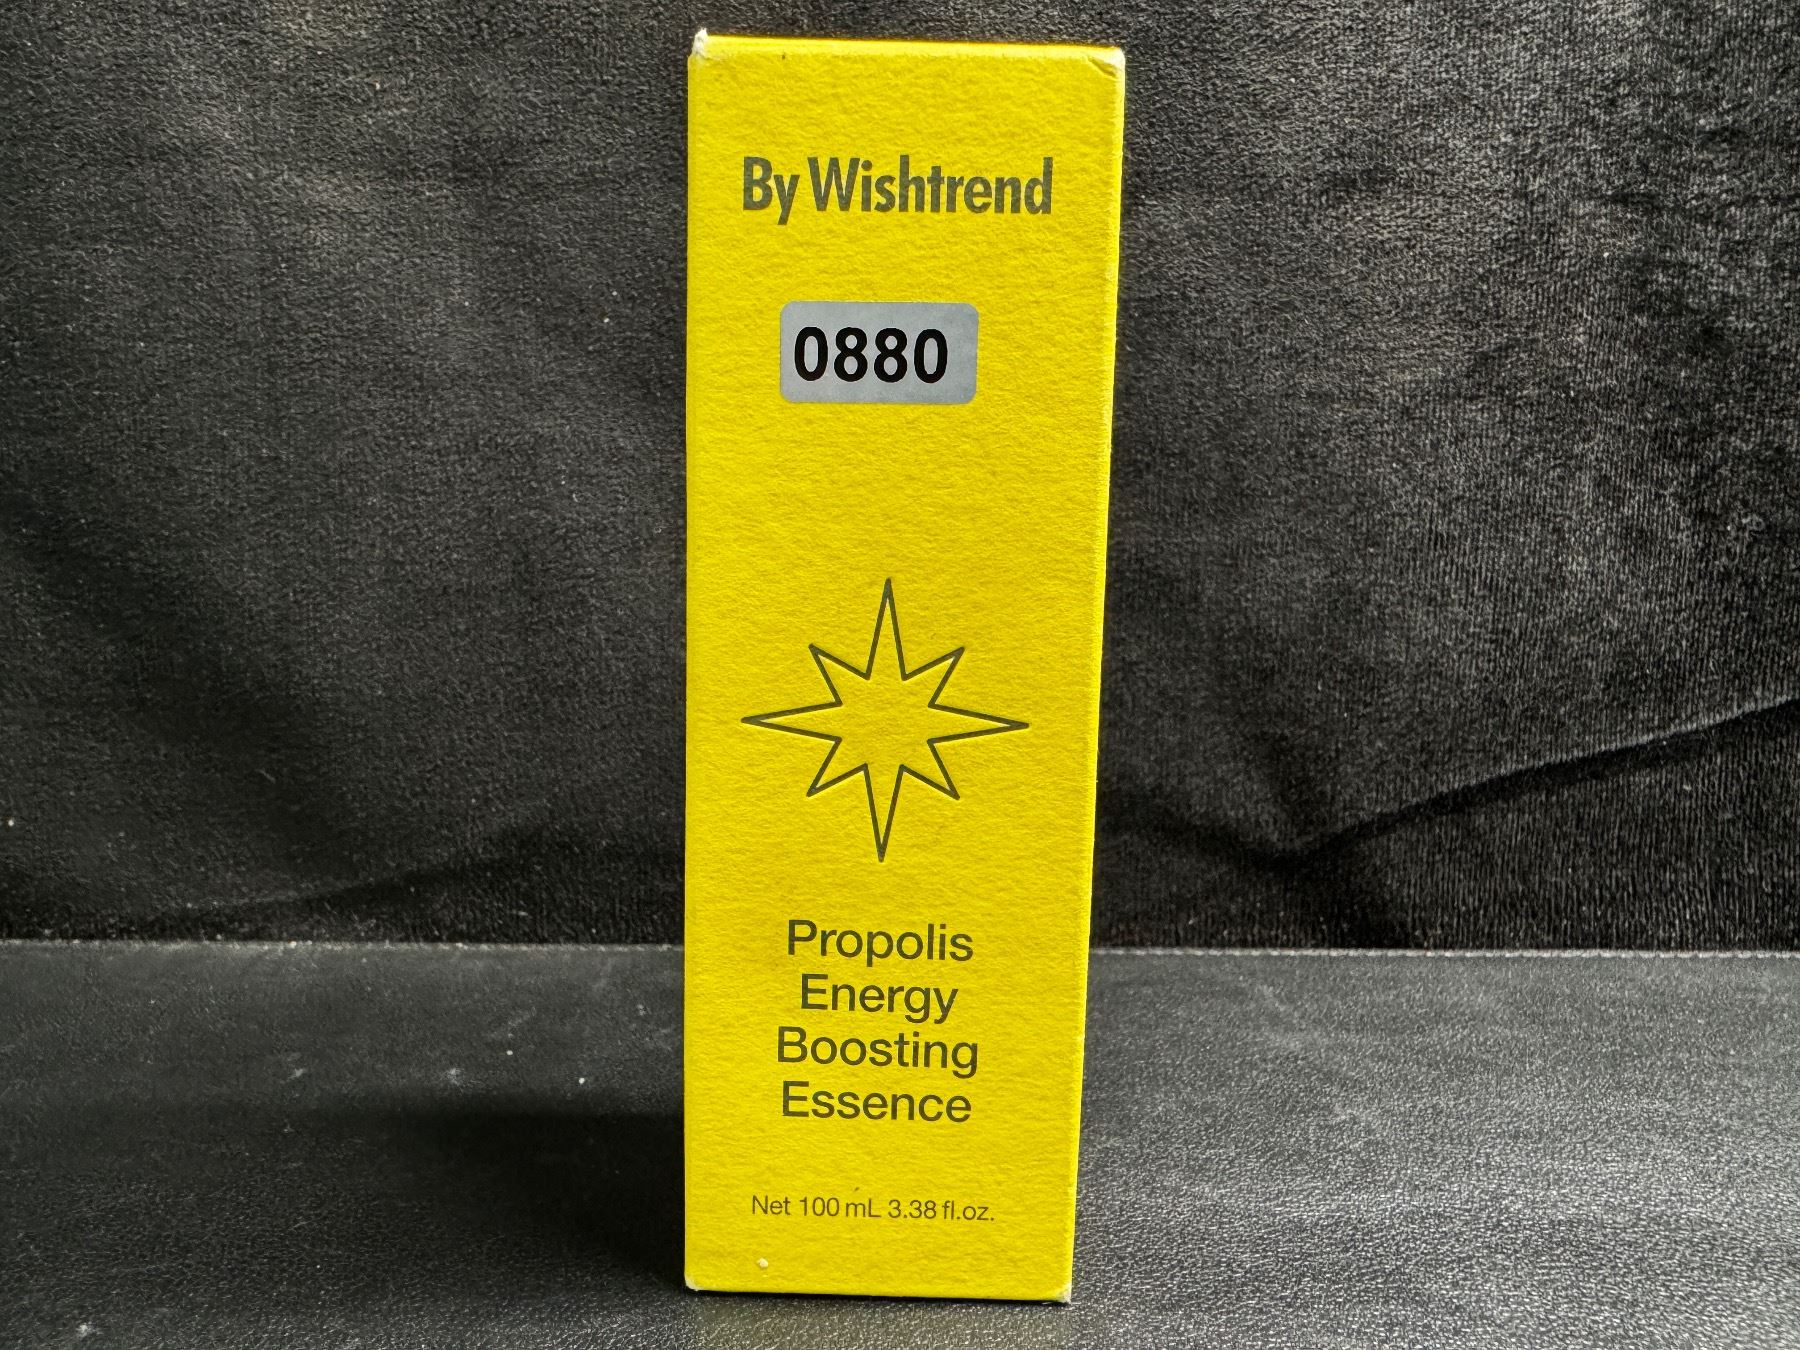 By Wishtrend
0880
Propolis
Energy
Boosting
Essence
Net 100 mL 3.38 fl.oz.